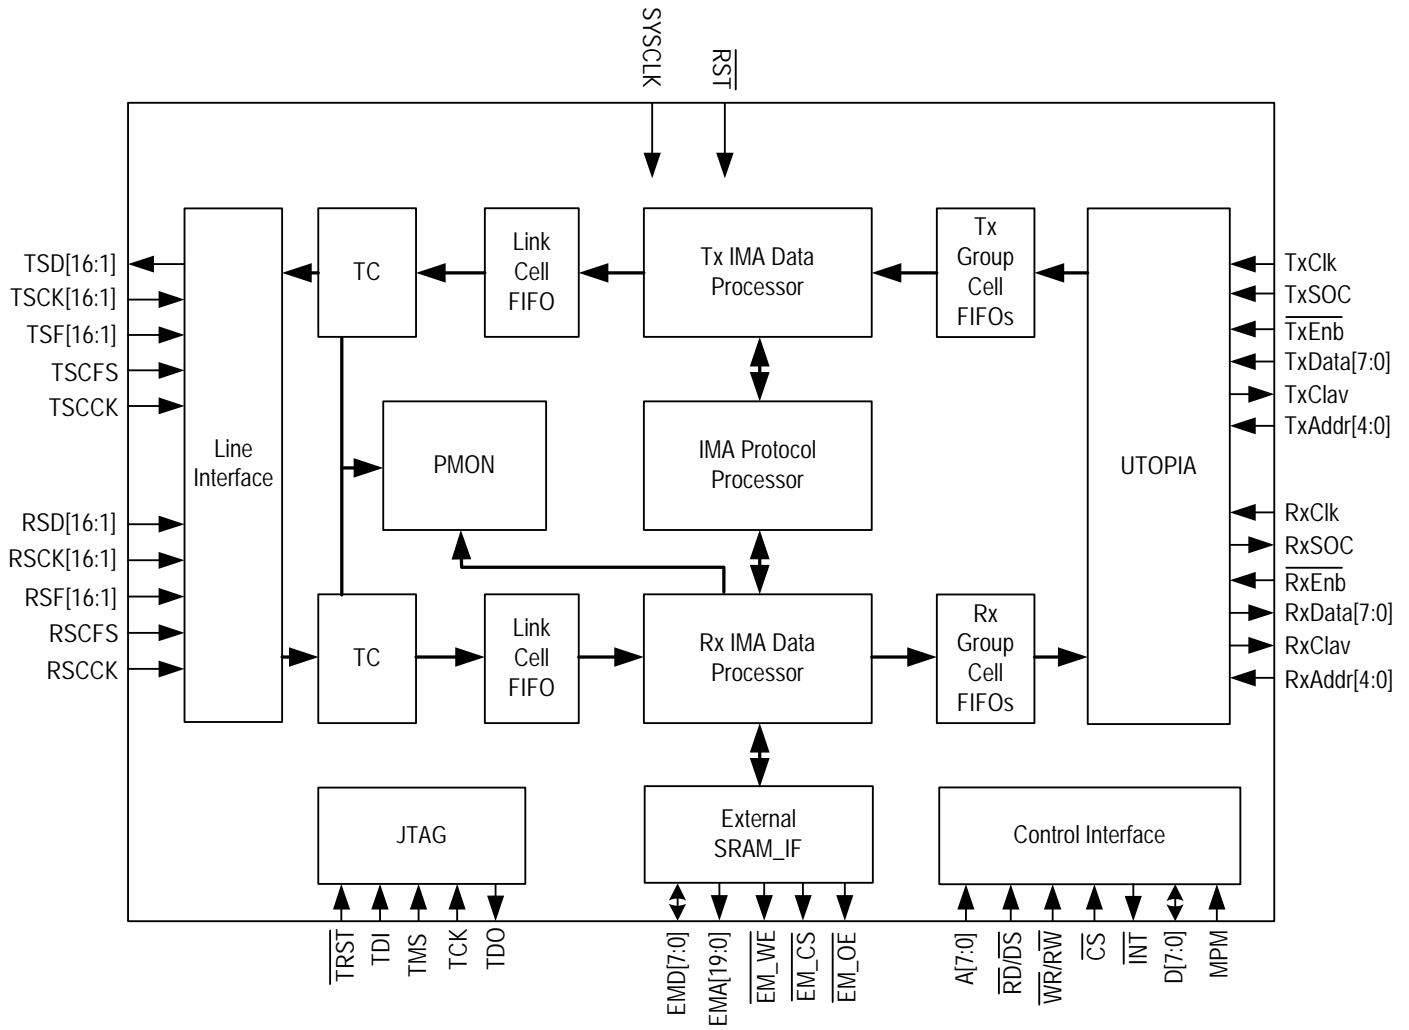 SYSCLK
RST
TSD[16:1]
TSCK[16:1]
TSF[16:1]
TSCFS
TSCCK
RSD[16:1]
RSCK[16:1]
RSF[16:1]
RSCFS
RSCCK
Line
Interface
TC
Link
Cell
FIFO
Tx IMA Data
Processor
Tx
Group
Cell
FIFOs
PMON
IMA Protocol
Processor
UTOPIA
TC
Link
Cell
FIFO
Rx IMA Data
Processor
Rx
Group
Cell
FIFOs
TxClk
TxSOC
TxEnb
TxData[7:0]
TxClav
TxAddr[4:0]
RxClk
RxSOC
RxEnb
RxData[7:0]
RxClav
RxAddr[4:0]
JTAG
External
SRAM_IF
Control Interface
TRST
TDI
TMS
TCK
TDO
EMD[7:0]
EMA[19:0]
EM_WE
EM_CS
EM_OE
A[7:0]
RD/DS
WR/RW
CS
INT
D[7:0]
MPM